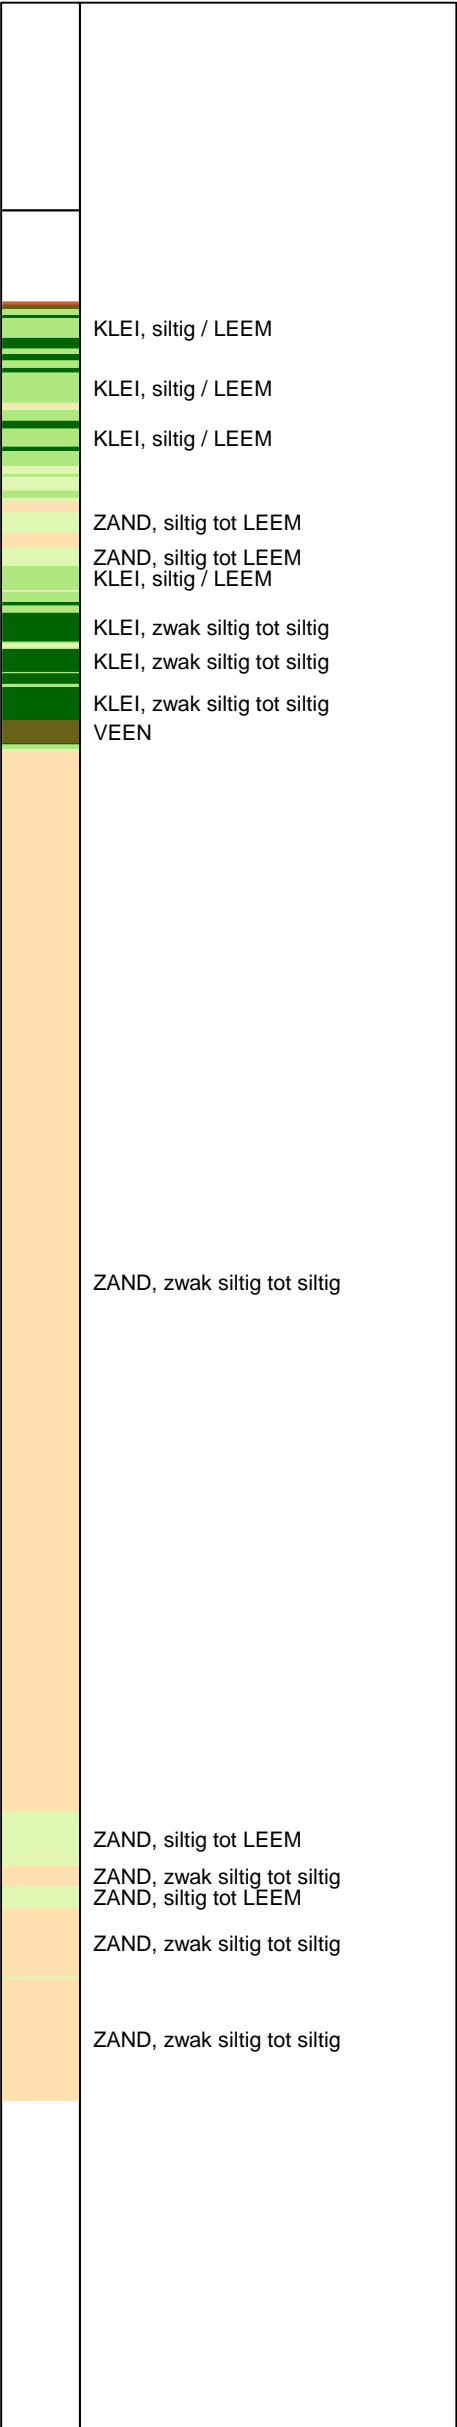 KLEI, siltig / LEEM
KLEI, siltig / LEEM
KLEI, siltig / LEEM
ZAND, siltig tot LEEM
ZAND, siltig tot LEEM
KLEI, siltig / LEEM
KLEI, zwak siltig tot siltig
KLEI, zwak siltig tot siltig
KLEI, zwak siltig tot siltig
VEEN
ZAND, zwak siltig tot siltig
ZAND, siltig tot LEEM
ZAND, zwak siltig tot siltig
ZAND, siltig tot LEEM
ZAND, zwak siltig tot siltig
ZAND, zwak siltig tot siltig